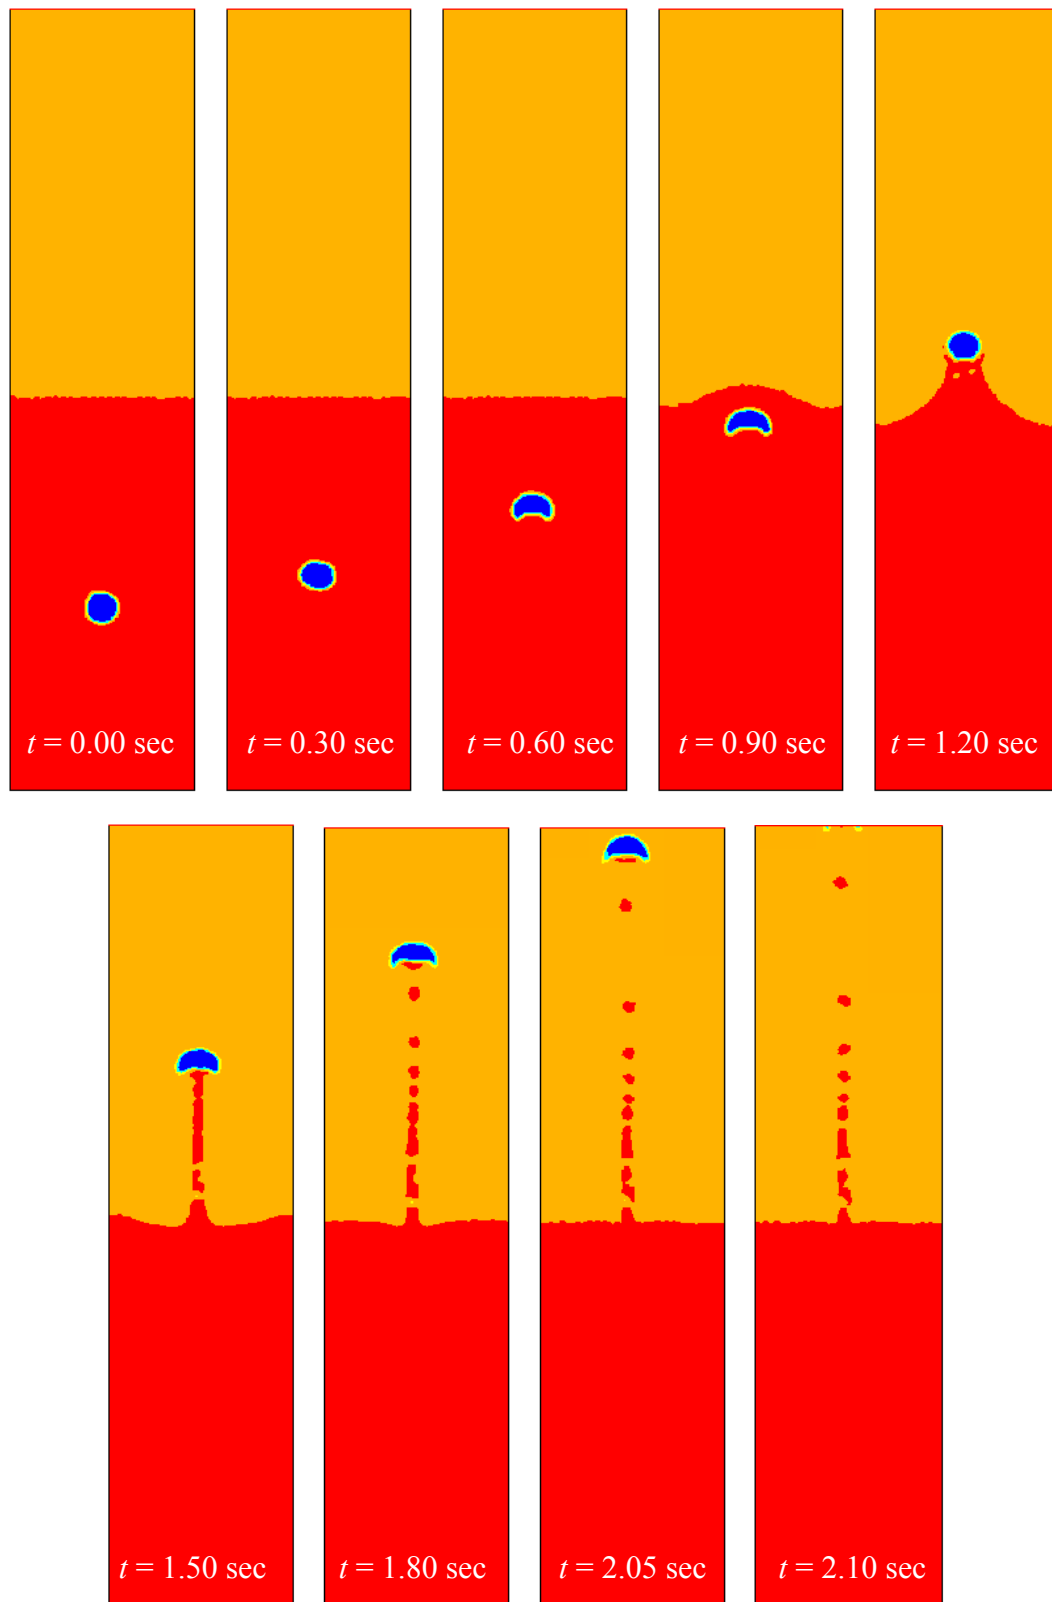 t = 0.00 sec
t = 0.30 sec
t = 0.60 sec
t = 0.90 sec
t = 1.20 sec
t = 1.50 sec
t = 1.80 sec
t = 2.05 sec
t = 2.10 sec